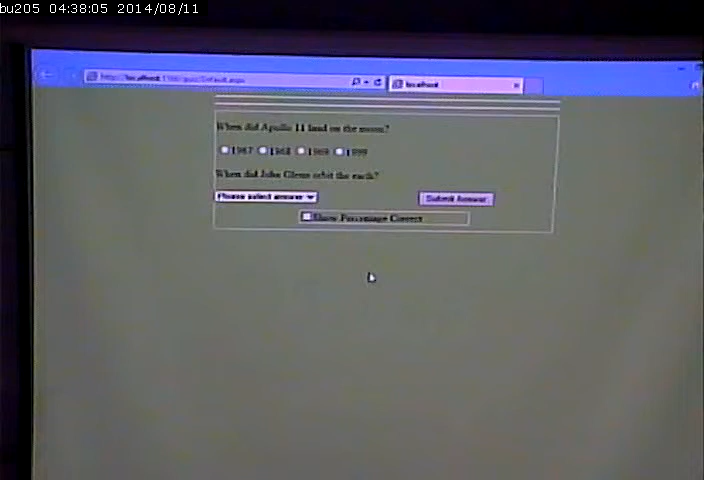 bu205 04:38:05 2014/08/11
localhost
When did Apollo 11 land on the moon?
1967 1968 1969 1999
When did John Glenn orbit the earth?
Please select answer
Submit Answer
Show Percentage Correct